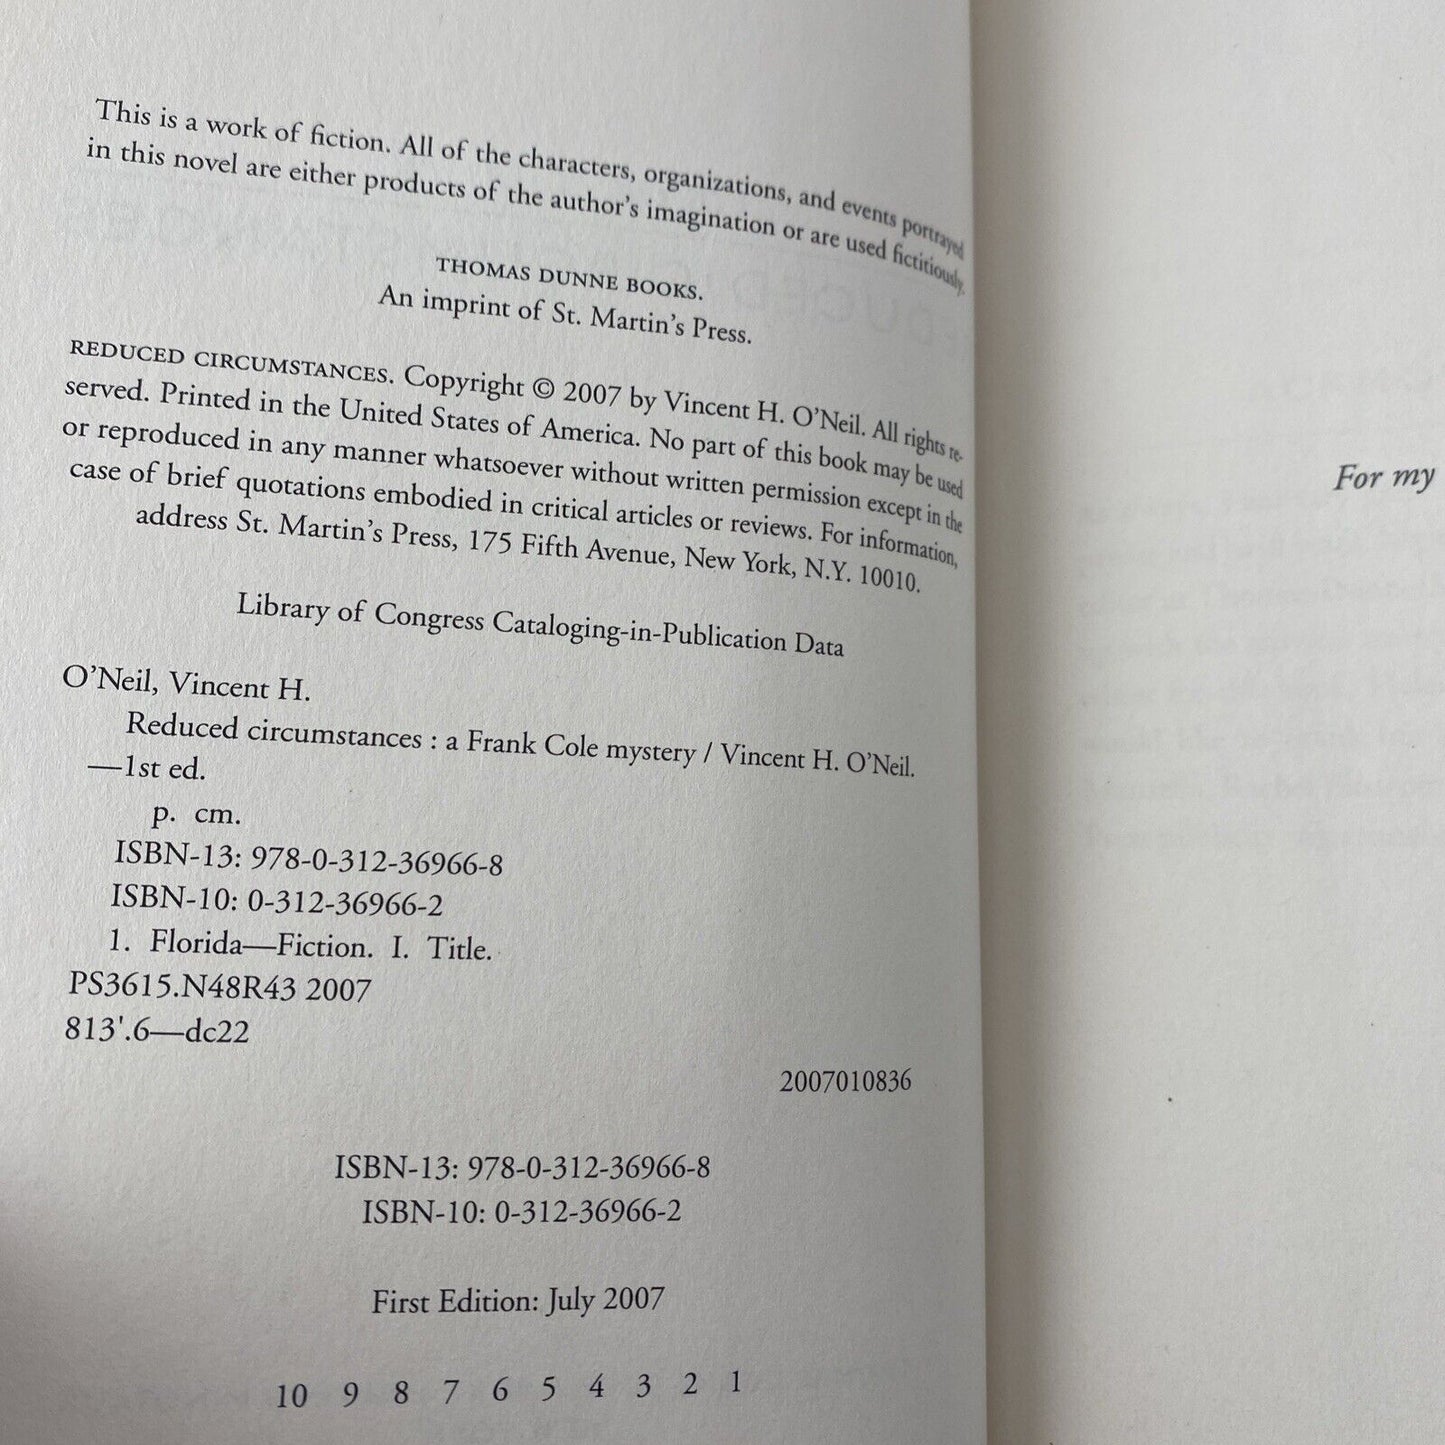 This is a work of fiction. All of the characters, organizations, and events portrayed
in this novel are either products of the author's imagination or are used fictitiously.
THOMAS DUNNE BOOKS.
An imprint of St. Martin's Press.
REDUCED CIRCUMSTANCES. Copyright © 2007 by Vincent H. O'Neil. All rights re-
served. Printed in the United States of America. No part of this book may be used
or reproduced in any manner whatsoever without written permission except in the
case of brief quotations embodied in critical articles or reviews. For information,
address St. Martin's Press, 175 Fifth Avenue, New York, N.Y. 10010.
Library of Congress Cataloging-in-Publication Data
O'Neil, Vincent H.
Reduced circumstances : a Frank Cole mystery / Vincent H. O'Neil.
—1st ed.
p. cm.
ISBN-13: 978-0-312-36966-8
ISBN-10: 0-312-36966-2
1. Florida—Fiction. I. Title.
PS3615.N48R43 2007
813'.6—dc22
2007010836
ISBN-13: 978-0-312-36966-8
ISBN-10: 0-312-36966-2
First Edition: July 2007
10 9 8 7 6 5 4 3 2 1
For my